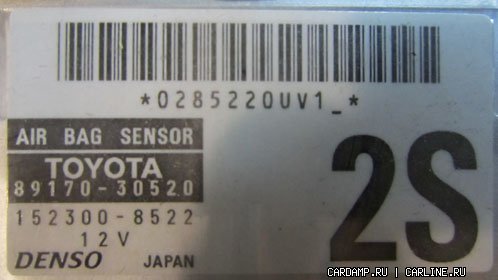 *0285220UV1_*
AIR BAG SENSOR
TOYOTA
89170-30520
152300-8522
12V
DENSO JAPAN
2S
CARDAMP.RU / CARLINE.RU